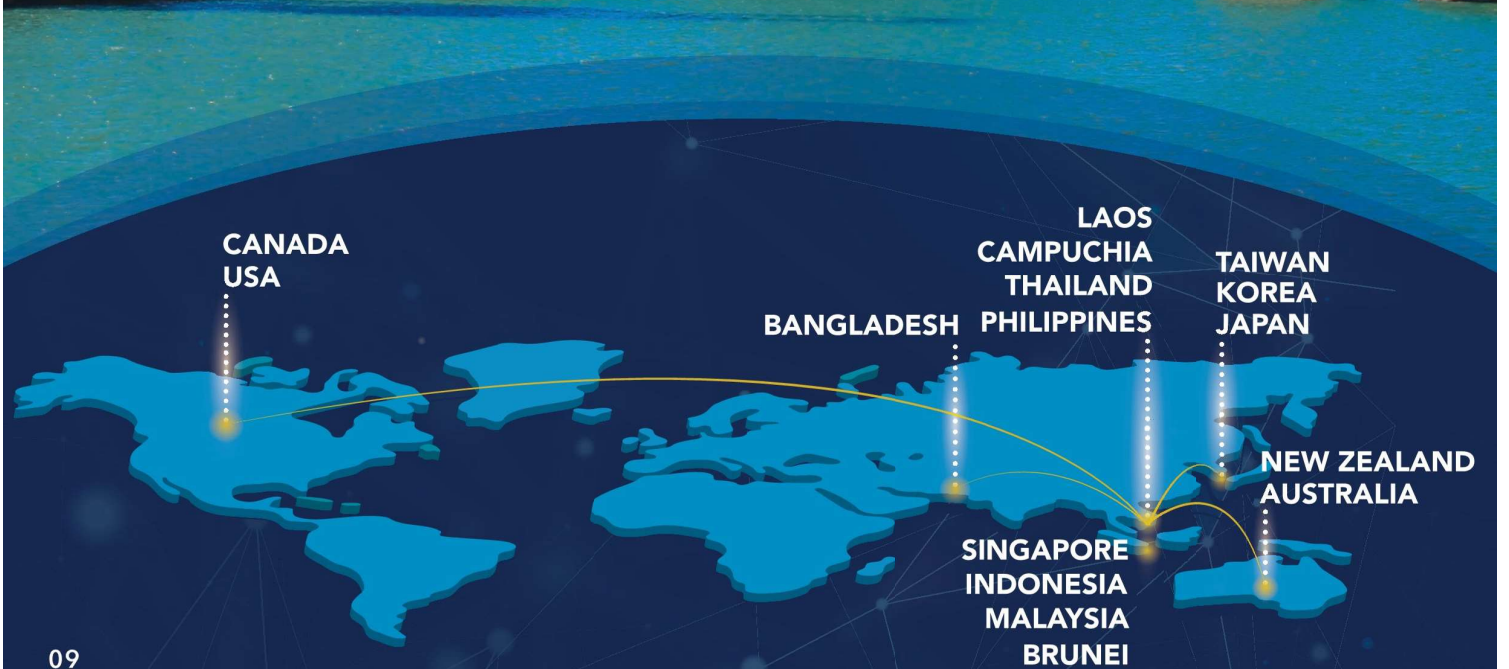 CANADA
USA
BANGLADESH
LAOS
CAMPUCHIA
THAILAND
PHILIPPINES
TAIWAN
KOREA
JAPAN
NEW ZEALAND
AUSTRALIA
SINGAPORE
INDONESIA
MALAYSIA
BRUNEI
09